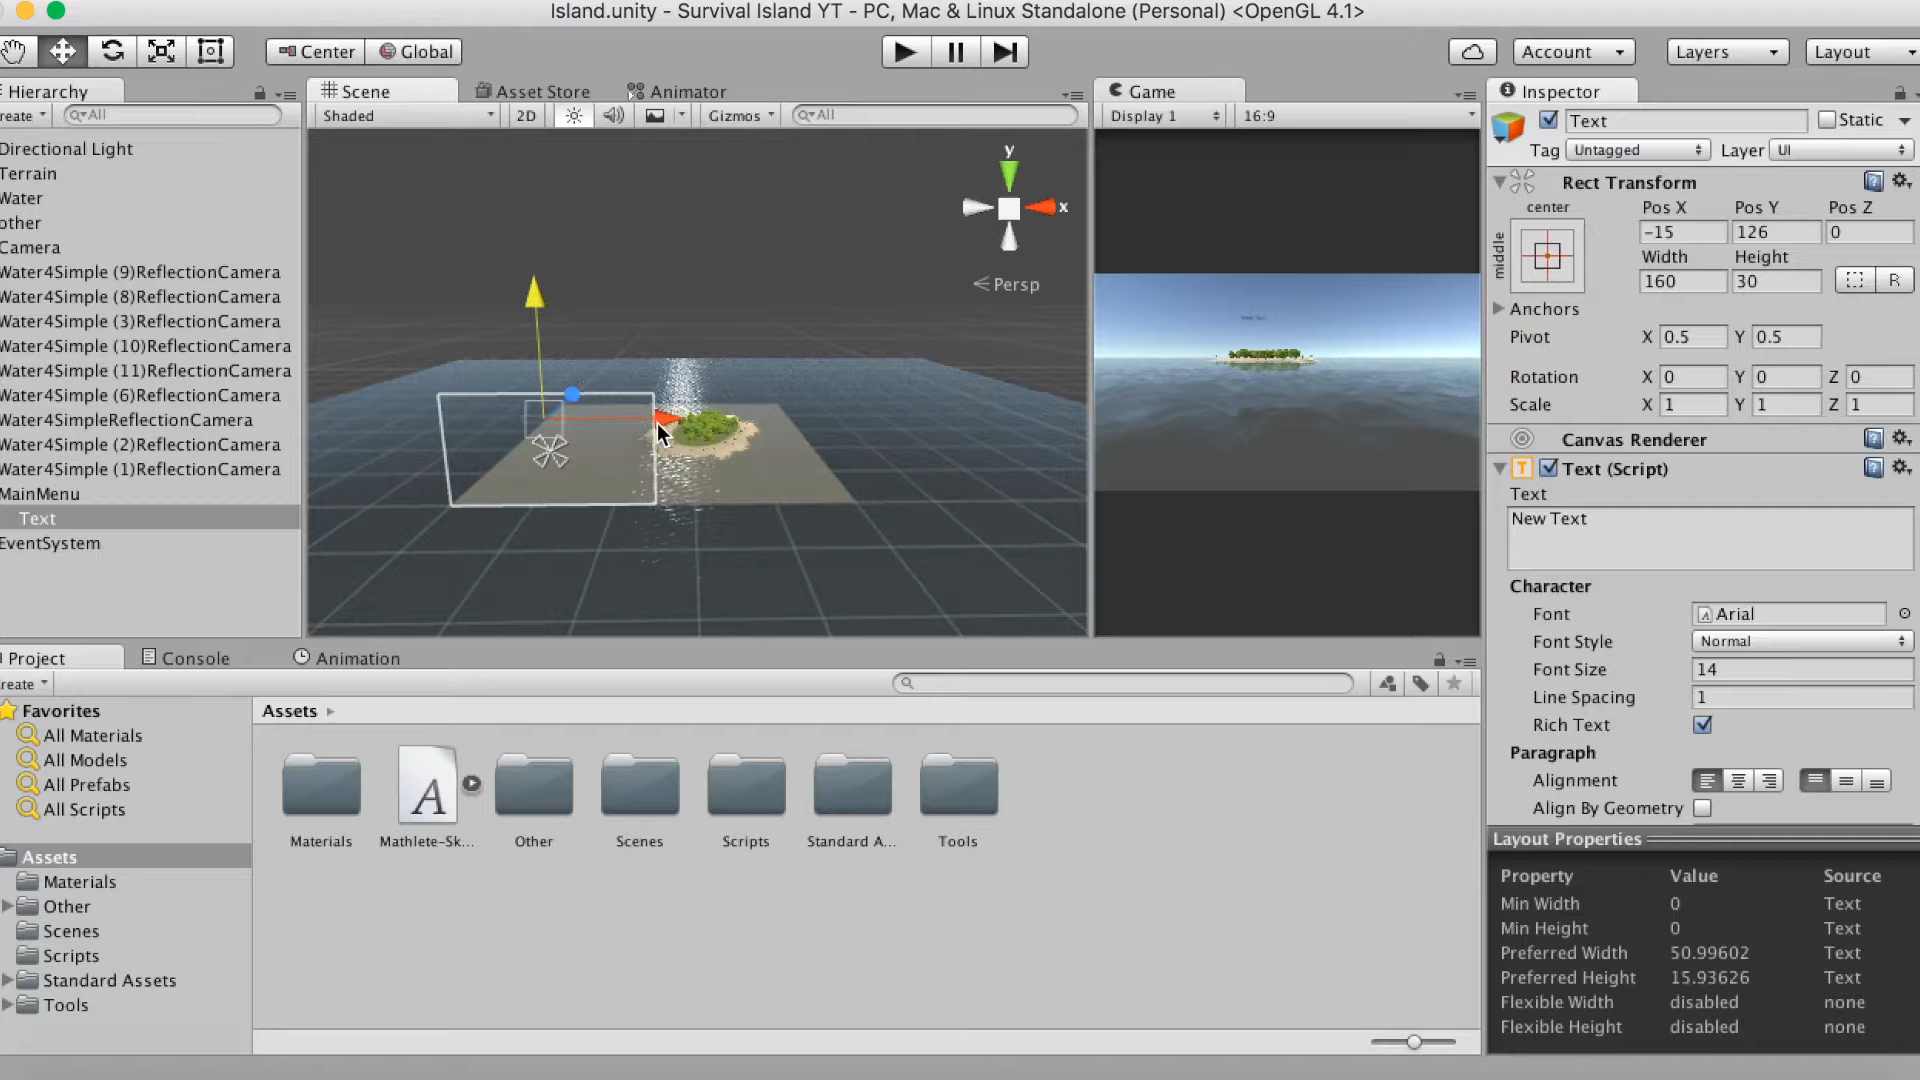 Island.unity - Survival Island YT - PC, Mac & Linux Standalone (Personal) <OpenGL 4.1>
Center Global Account Layers Layout
Hierarchy
reate All
Directional Light
Terrain
Water
other
Camera
Water4Simple (9)ReflectionCamera
Water4Simple (8)ReflectionCamera
Water4Simple (3)ReflectionCamera
Water4Simple (10)ReflectionCamera
Water4Simple (11)ReflectionCamera
Water4Simple (6)ReflectionCamera
Water4SimpleReflectionCamera
Water4Simple (2)ReflectionCamera
Water4Simple (1)ReflectionCamera
MainMenu
Text
EventSystem
Scene Asset Store Animator
Shaded 2D Gizmos All
y
x
Persp
Game
Display 1 16:9
Inspector
Text Static
Tag Untagged Layer UI
Rect Transform
center Pos X Pos Y Pos Z
middle -15 126 0
Width Height
160 30 R
Anchors
Pivot X 0.5 Y 0.5
Rotation X 0 Y 0 Z 0
Scale X 1 Y 1 Z 1
Canvas Renderer
T Text (Script)
Text
New Text
Character
Font Arial
Font Style Normal
Font Size 14
Line Spacing 1
Rich Text
Paragraph
Alignment
Align By Geometry
Layout Properties
Property Value Source
Min Width 0 Text
Min Height 0 Text
Preferred Width 50.99602 Text
Preferred Height 15.93626 Text
Flexible Width disabled none
Flexible Height disabled none
Project Console Animation
reate
Favorites
All Materials
All Models
All Prefabs
All Scripts
Assets
Materials
Other
Scenes
Scripts
Standard Assets
Tools
Assets
A
Materials Mathlete-Sk... Other Scenes Scripts Standard A... Tools